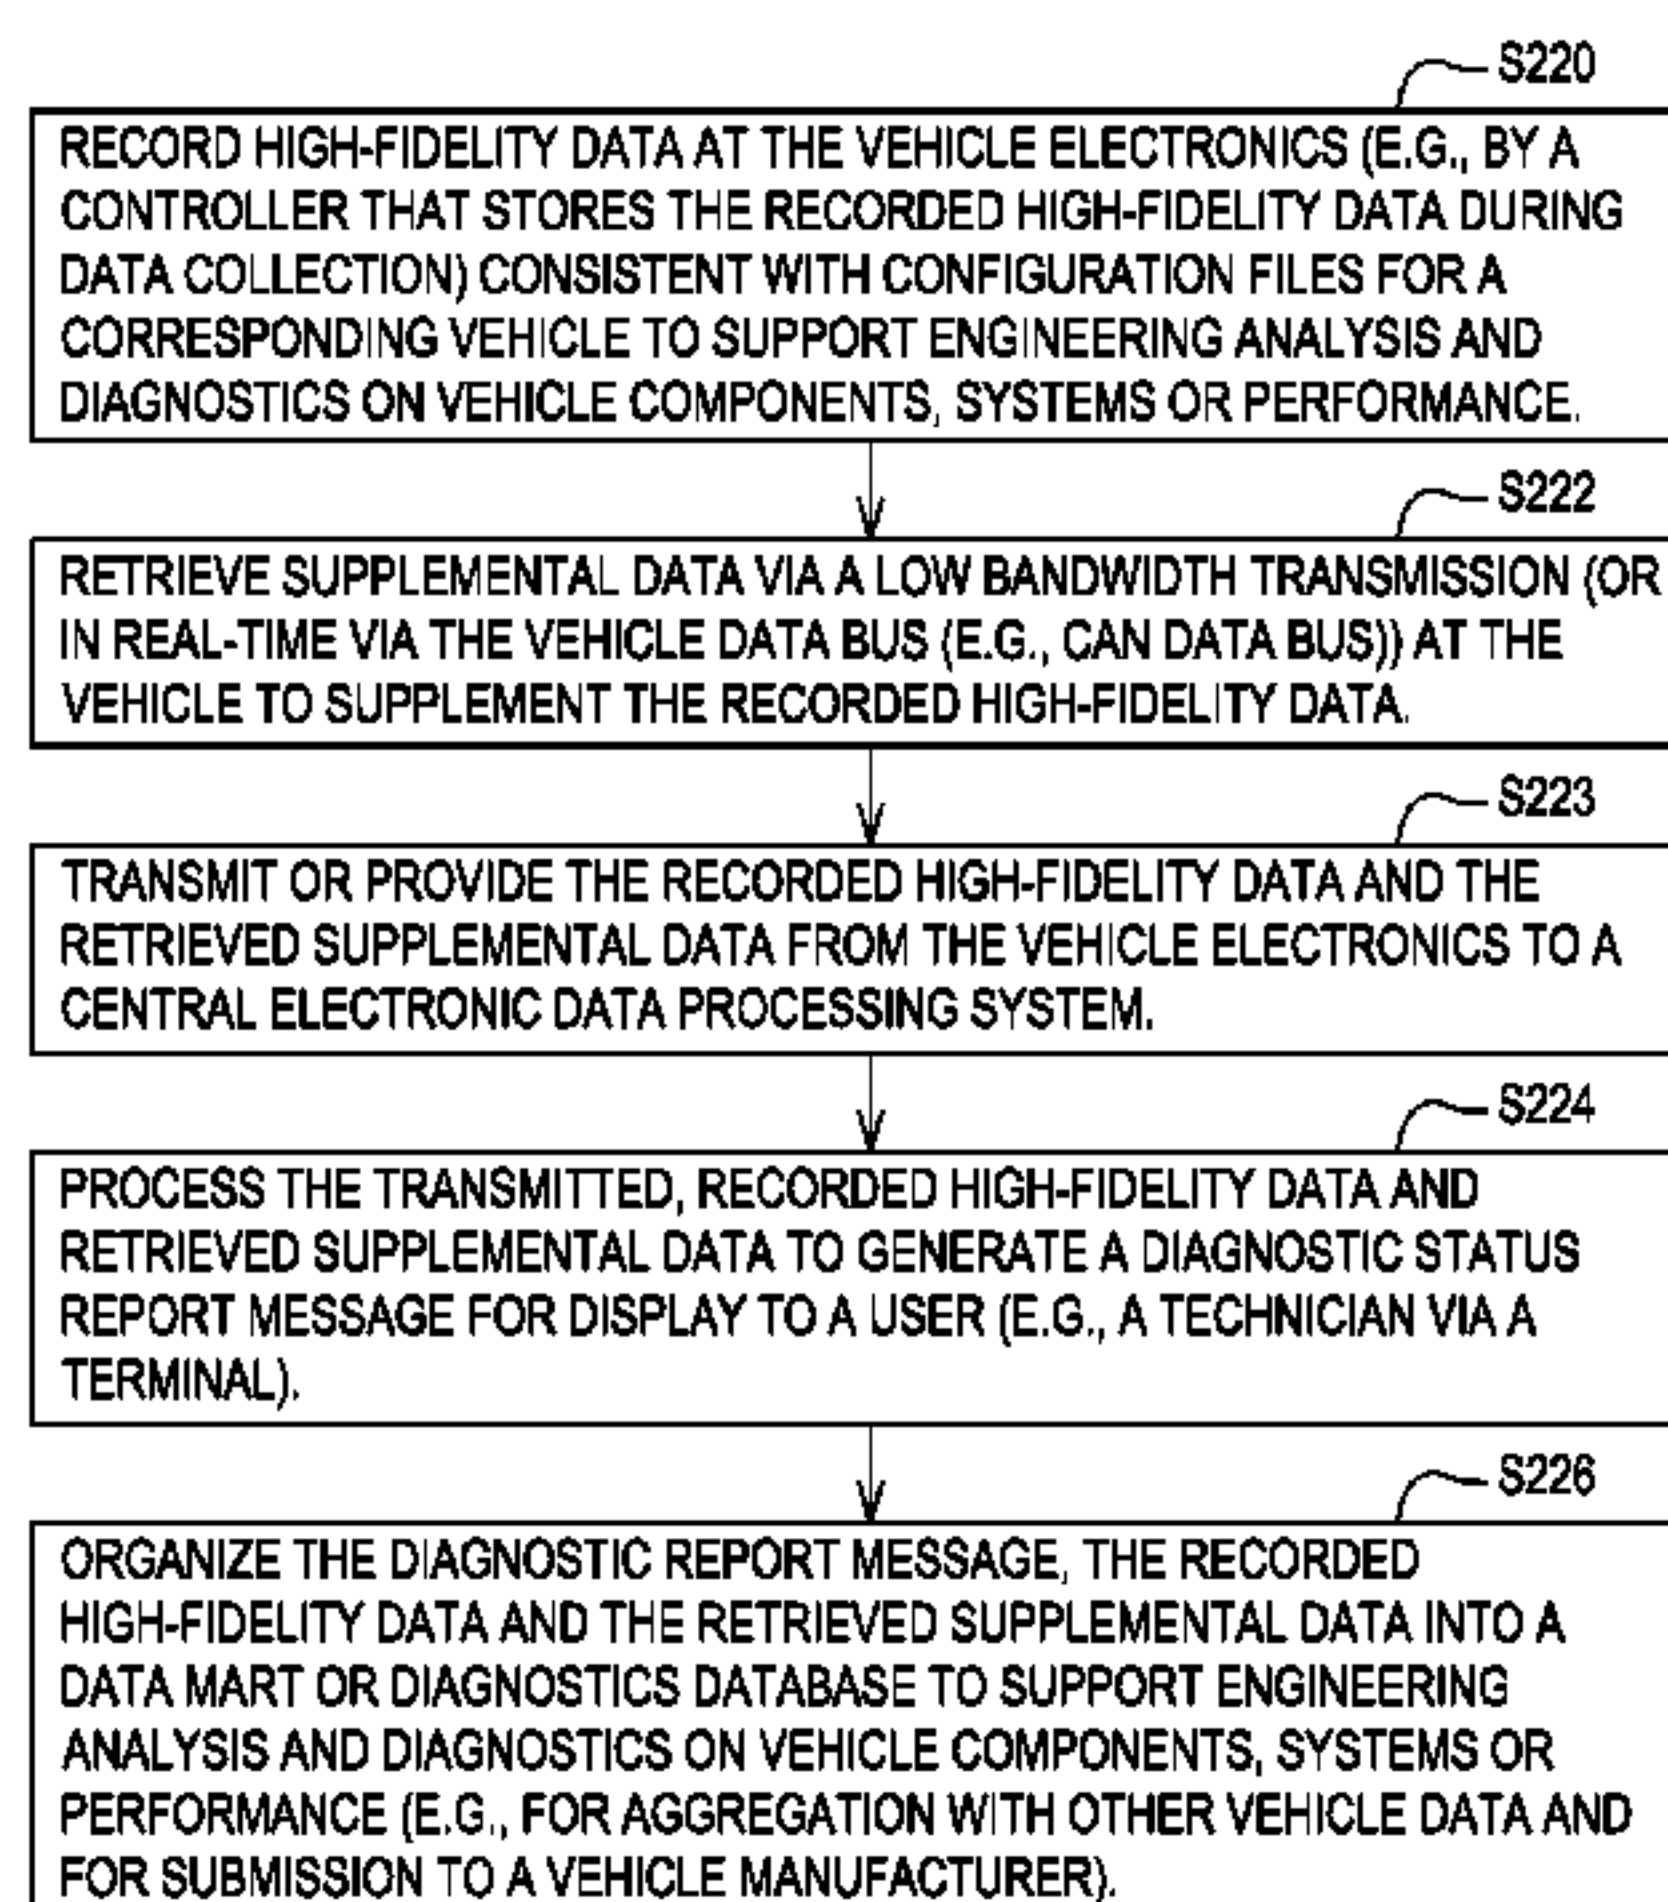 S220
RECORD HIGH-FIDELITY DATA AT THE VEHICLE ELECTRONICS (E.G., BY A
CONTROLLER THAT STORES THE RECORDED HIGH-FIDELITY DATA DURING
DATA COLLECTION) CONSISTENT WITH CONFIGURATION FILES FOR A
CORRESPONDING VEHICLE TO SUPPORT ENGINEERING ANALYSIS AND
DIAGNOSTICS ON VEHICLE COMPONENTS, SYSTEMS OR PERFORMANCE.
S222
RETRIEVE SUPPLEMENTAL DATA VIA A LOW BANDWIDTH TRANSMISSION (OR
IN REAL-TIME VIA THE VEHICLE DATA BUS (E.G., CAN DATA BUS)) AT THE
VEHICLE TO SUPPLEMENT THE RECORDED HIGH-FIDELITY DATA.
S223
TRANSMIT OR PROVIDE THE RECORDED HIGH-FIDELITY DATA AND THE
RETRIEVED SUPPLEMENTAL DATA FROM THE VEHICLE ELECTRONICS TO A
CENTRAL ELECTRONIC DATA PROCESSING SYSTEM.
S224
PROCESS THE TRANSMITTED, RECORDED HIGH-FIDELITY DATA AND
RETRIEVED SUPPLEMENTAL DATA TO GENERATE A DIAGNOSTIC STATUS
REPORT MESSAGE FOR DISPLAY TO A USER (E.G., A TECHNICIAN VIA A
TERMINAL).
S226
ORGANIZE THE DIAGNOSTIC REPORT MESSAGE, THE RECORDED
HIGH-FIDELITY DATA AND THE RETRIEVED SUPPLEMENTAL DATA INTO A
DATA MART OR DIAGNOSTICS DATABASE TO SUPPORT ENGINEERING
ANALYSIS AND DIAGNOSTICS ON VEHICLE COMPONENTS, SYSTEMS OR
PERFORMANCE (E.G., FOR AGGREGATION WITH OTHER VEHICLE DATA AND
FOR SUBMISSION TO A VEHICLE MANUFACTURER).